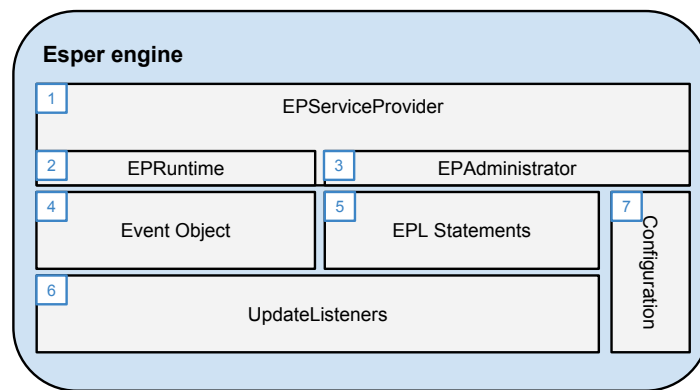 Esper engine
1
EPServiceProvider
2
EPRuntime
3
EPAdministrator
4
Event Object
5
EPL Statements
7
Configuration
6
UpdateListeners